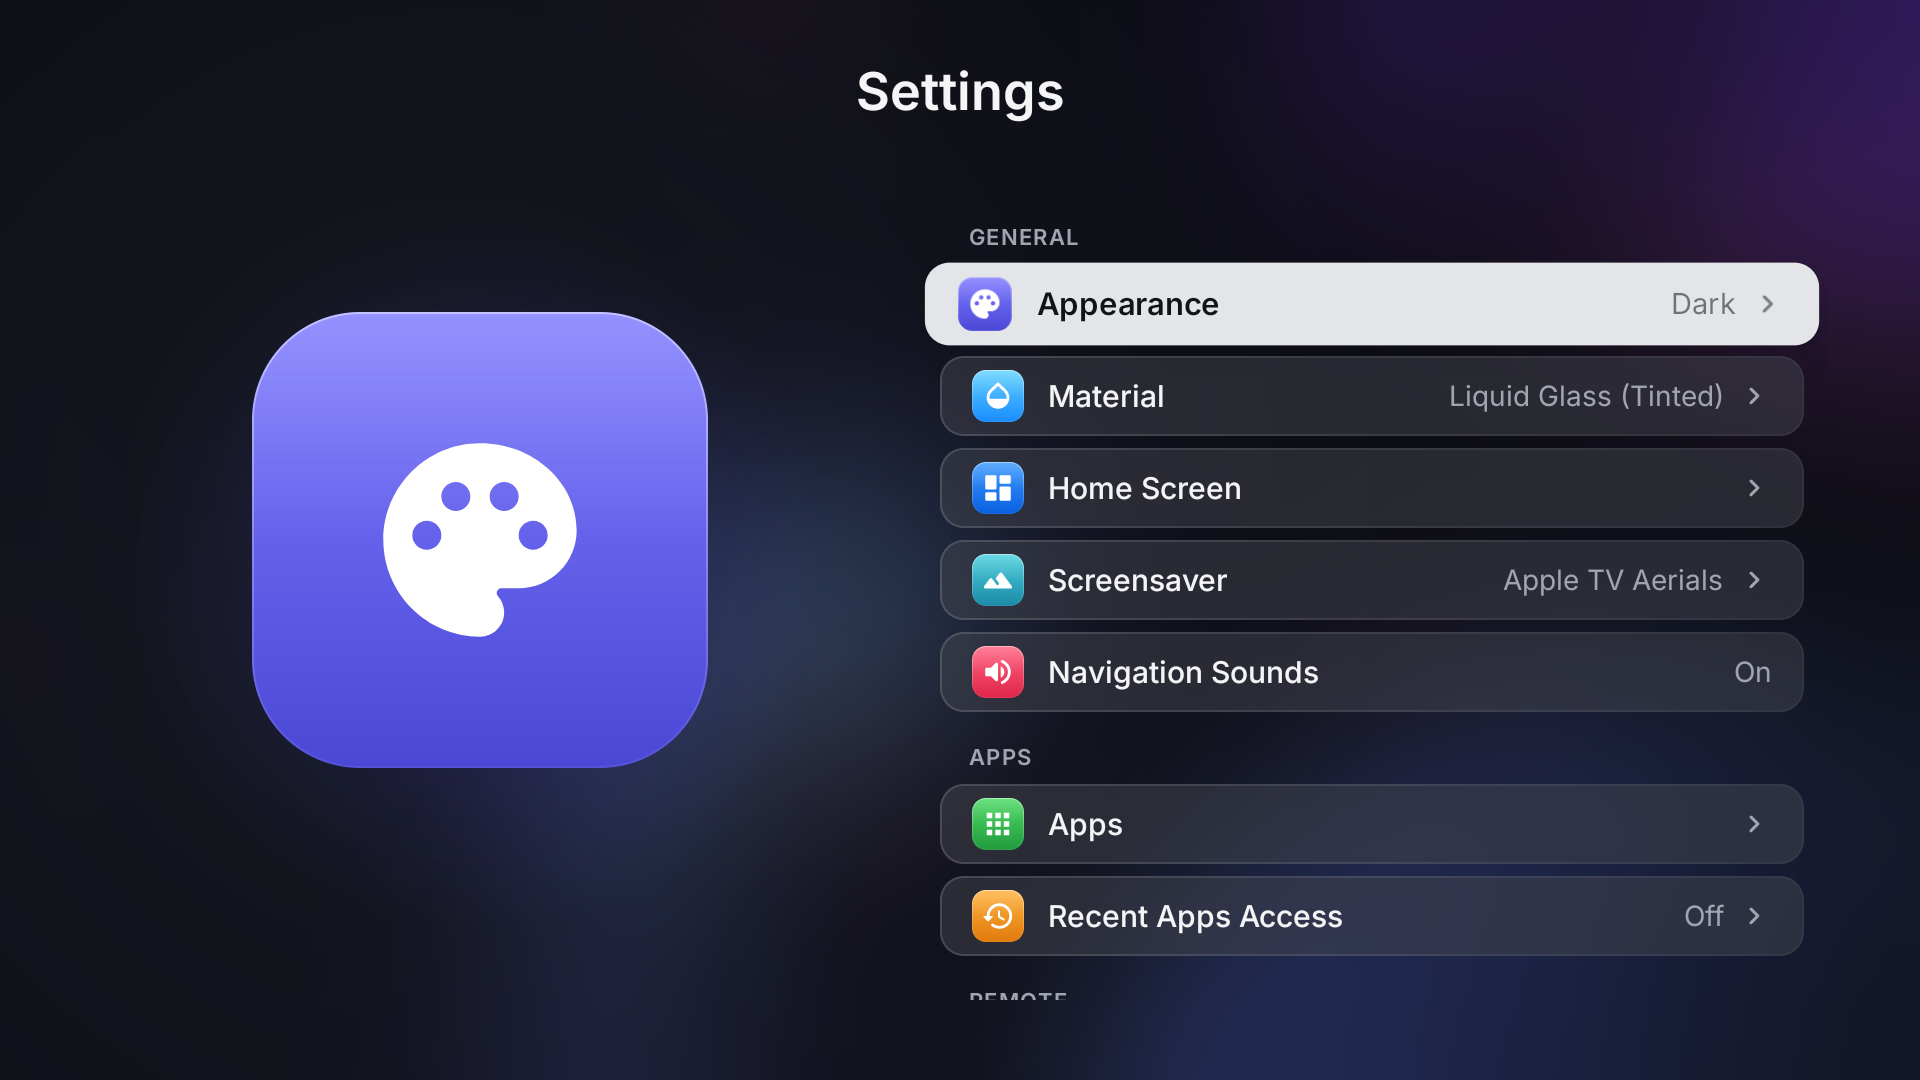 Settings
GENERAL
Appearance Dark
Material Liquid Glass (Tinted)
Home Screen
Screensaver Apple TV Aerials
Navigation Sounds On
APPS
Apps
Recent Apps Access Off
REMOTE